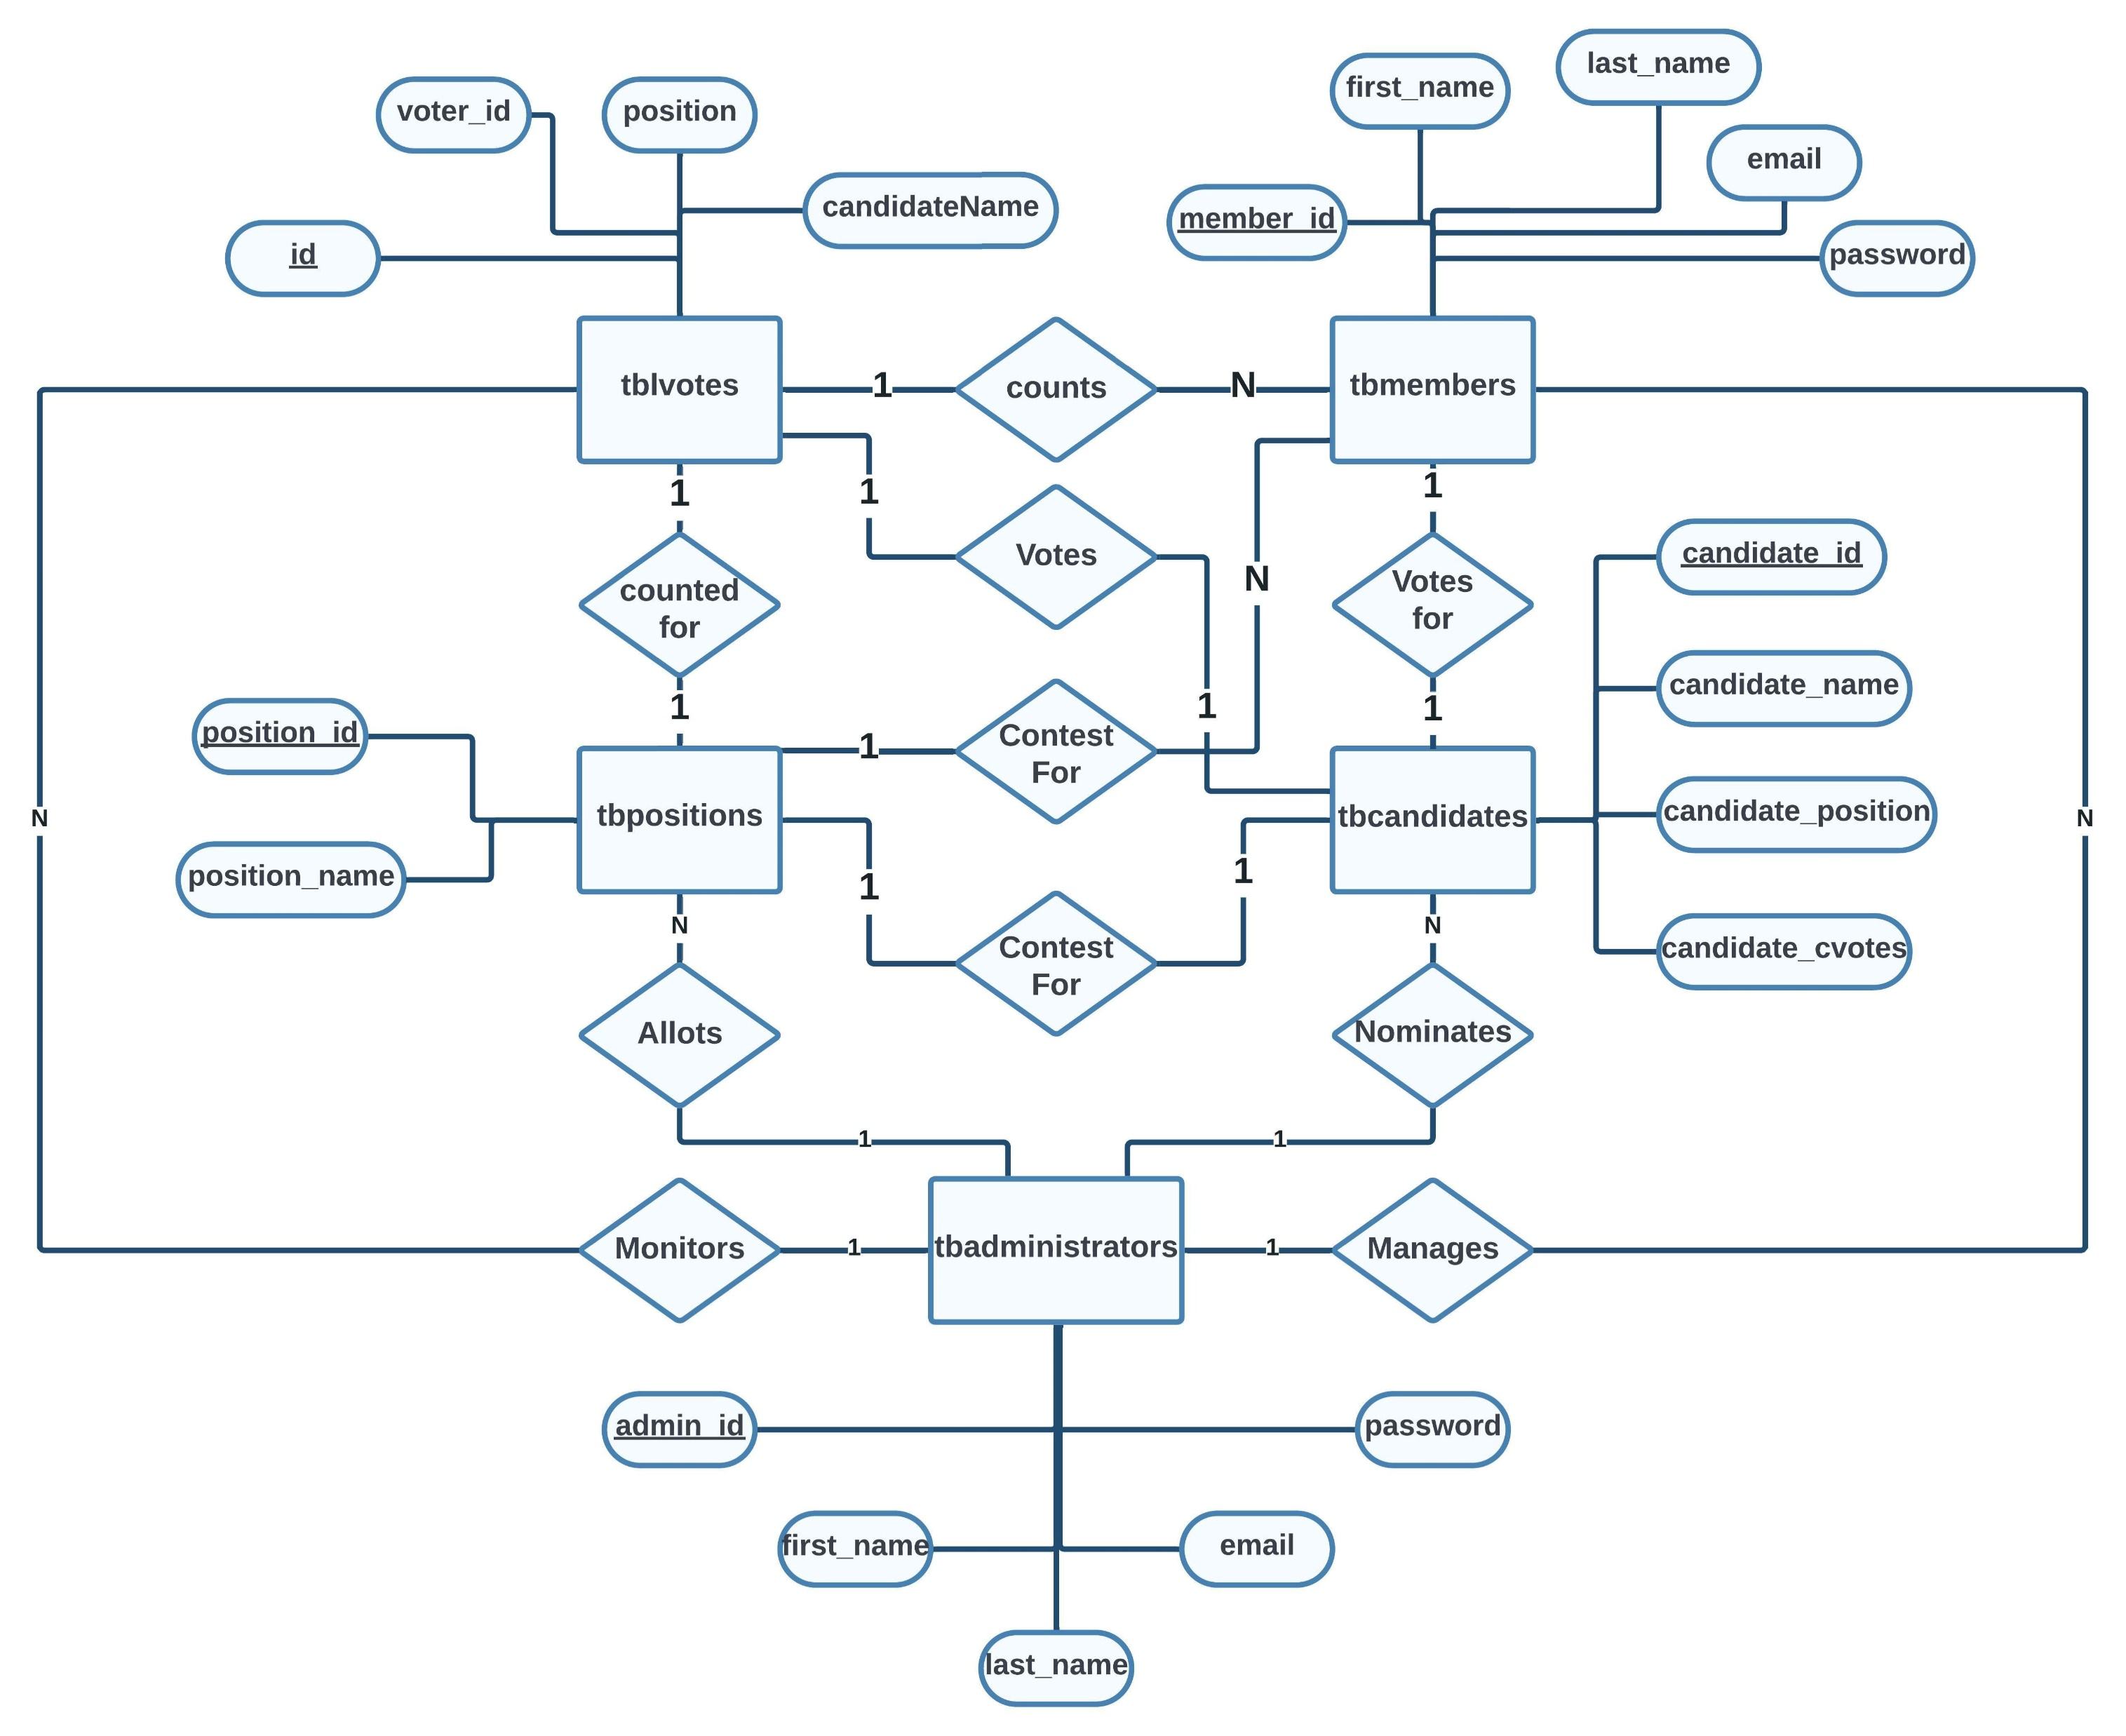 last_name
first_name
voter_id
position
email
candidateName
member_id
id
password
tblvotes
1
counts
N
tbmembers
1
1
1
Votes
candidate_id
counted
for
N
Votes
for
candidate_name
position_id
1
1
1
1
Contest
For
candidate_position
N
tbpositions
tbcandidates
N
position_name
1
1
N
Contest
For
N
candidate_cvotes
Allots
Nominates
1
1
Monitors
1
tbadministrators
1
Manages
admin_id
password
first_name
email
last_name